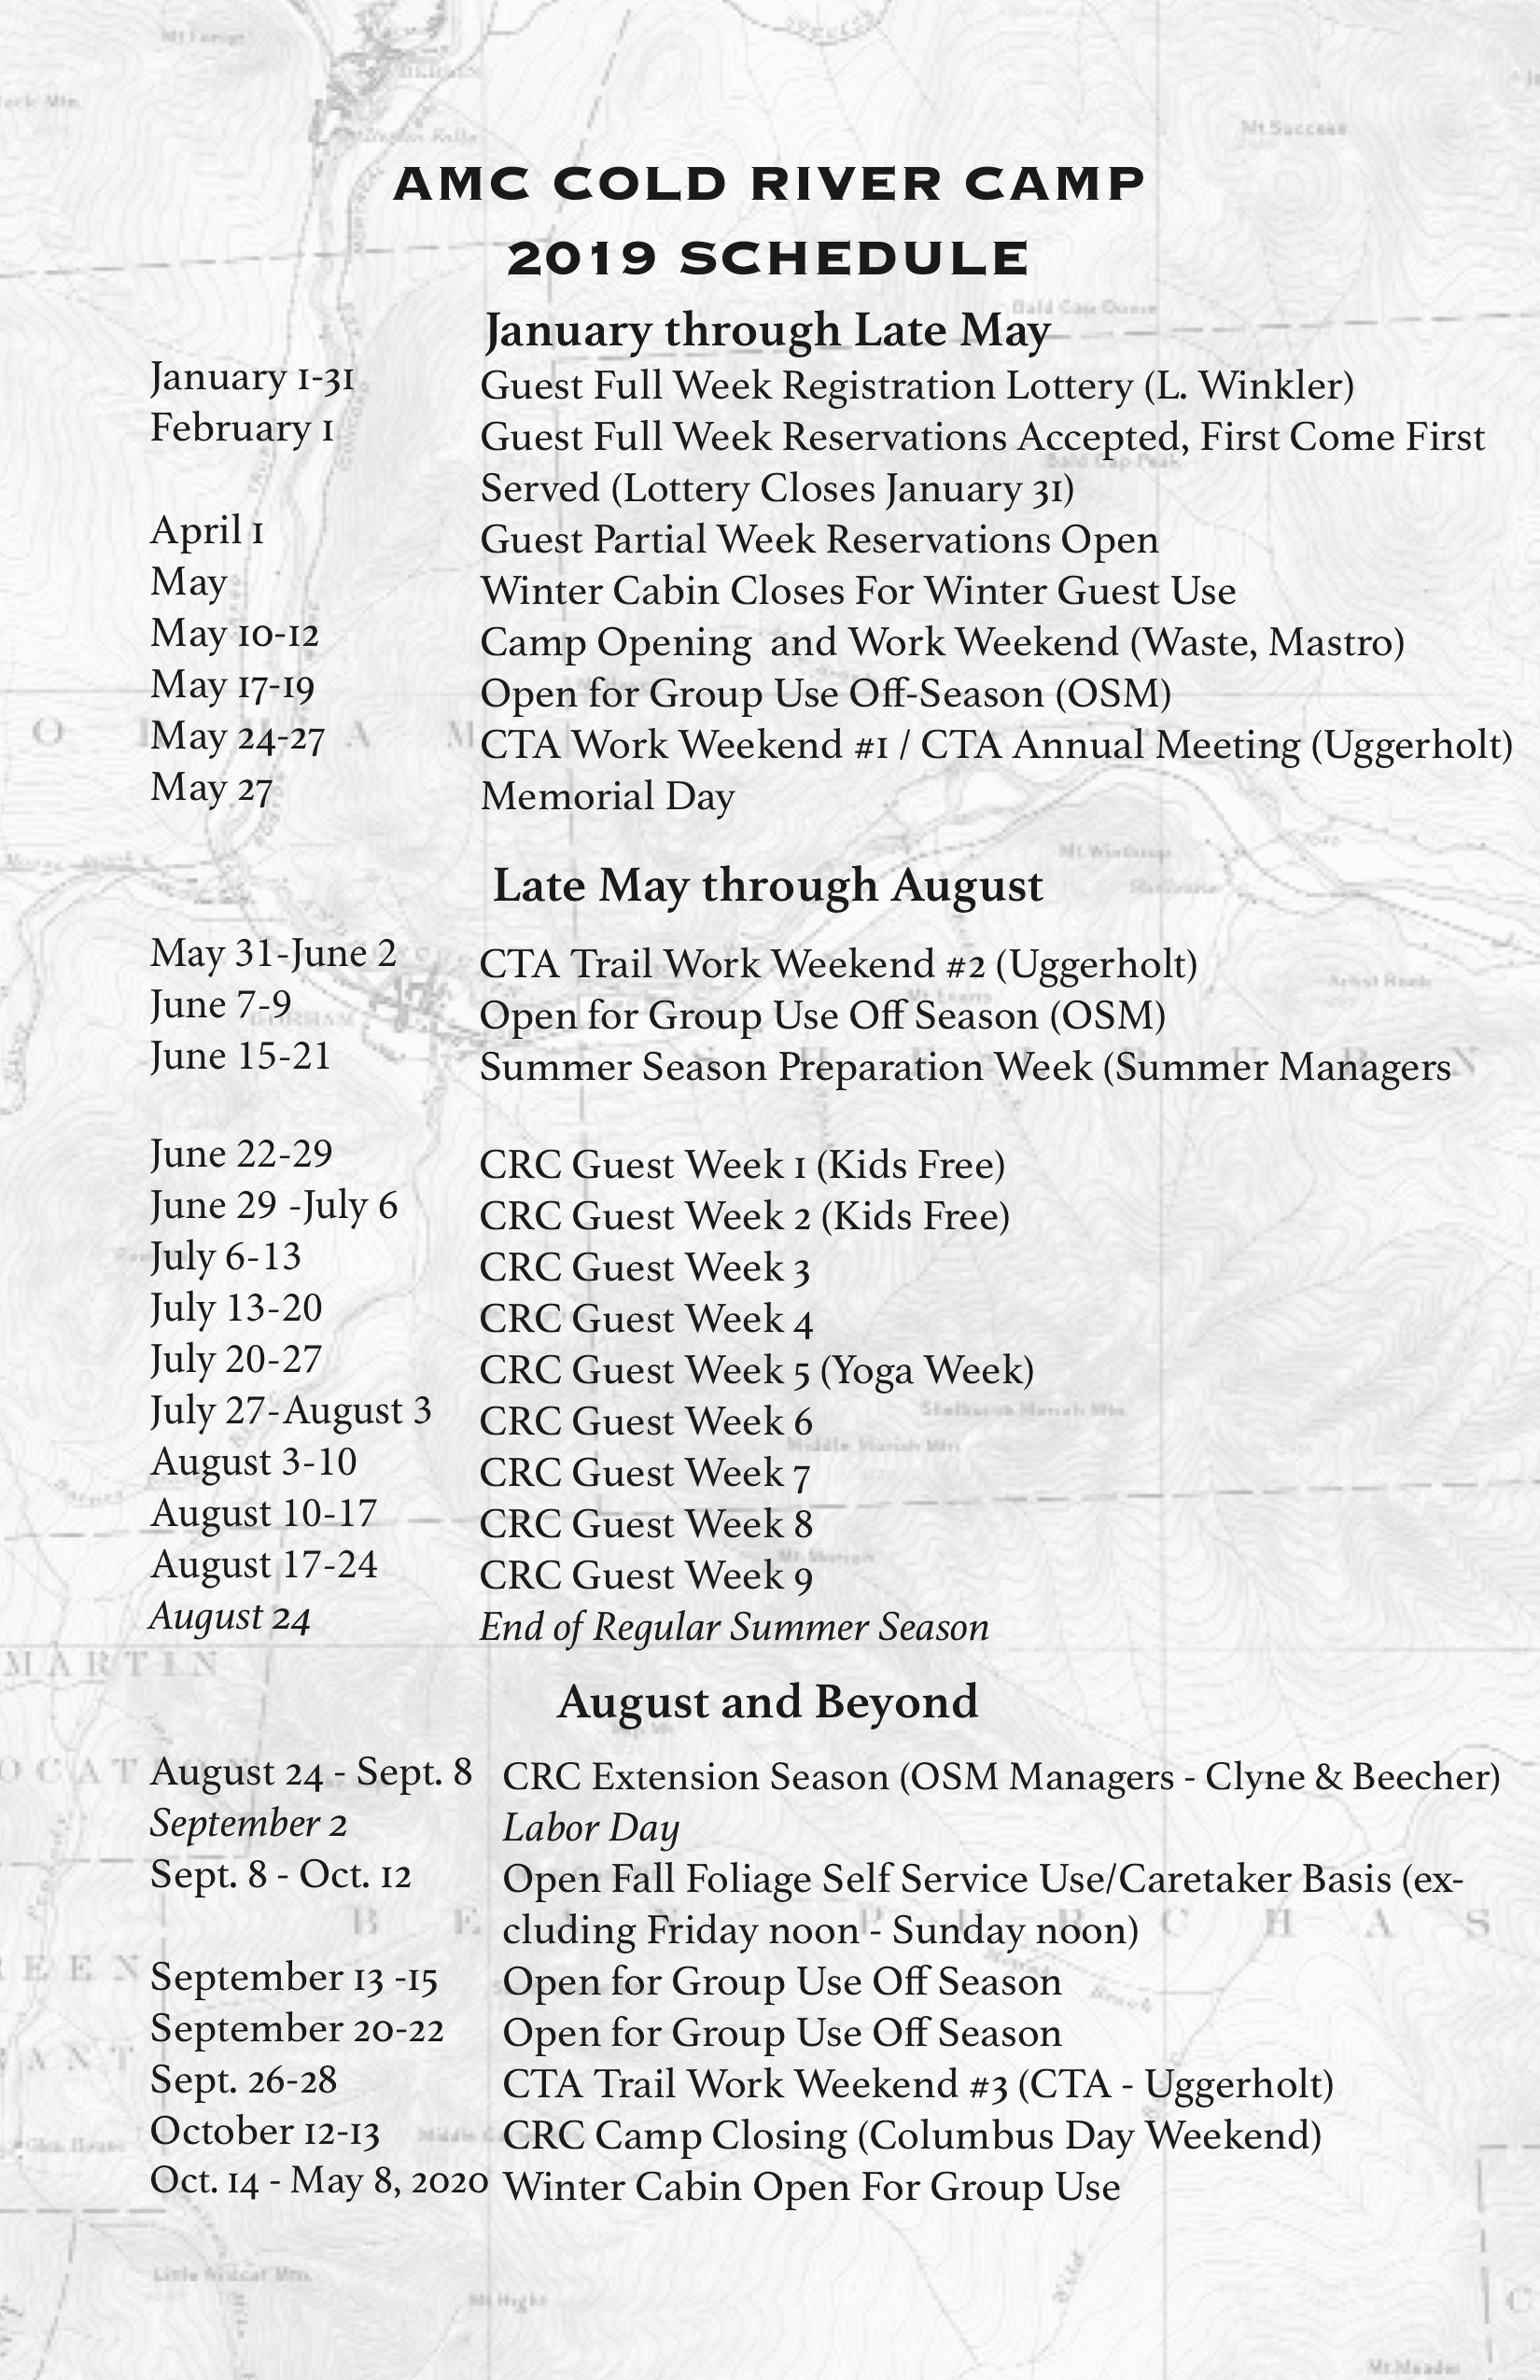 AMC COLD RIVER CAMP
2019 SCHEDULE
January through Late May
January 1-31 Guest Full Week Registration Lottery (L. Winkler)
February 1 Guest Full Week Reservations Accepted, First Come First
Served (Lottery Closes January 31)
April 1 Guest Partial Week Reservations Open
May Winter Cabin Closes For Winter Guest Use
May 10-12 Camp Opening and Work Weekend (Waste, Mastro)
May 17-19 Open for Group Use Off-Season (OSM)
May 24-27 CTA Work Weekend #1 / CTA Annual Meeting (Uggerholt)
May 27 Memorial Day
Late May through August
May 31-June 2 CTA Trail Work Weekend #2 (Uggerholt)
June 7-9 Open for Group Use Off Season (OSM)
June 15-21 Summer Season Preparation Week (Summer Managers
June 22-29 CRC Guest Week 1 (Kids Free)
June 29 -July 6 CRC Guest Week 2 (Kids Free)
July 6-13 CRC Guest Week 3
July 13-20 CRC Guest Week 4
July 20-27 CRC Guest Week 5 (Yoga Week)
July 27-August 3 CRC Guest Week 6
August 3-10 CRC Guest Week 7
August 10-17 CRC Guest Week 8
August 17-24 CRC Guest Week 9
August 24 End of Regular Summer Season
August and Beyond
August 24 - Sept. 8 CRC Extension Season (OSM Managers - Clyne & Beecher)
September 2 Labor Day
Sept. 8 - Oct. 12 Open Fall Foliage Self Service Use/Caretaker Basis (ex-
cluding Friday noon - Sunday noon)
September 13 -15 Open for Group Use Off Season
September 20-22 Open for Group Use Off Season
Sept. 26-28 CTA Trail Work Weekend #3 (CTA - Uggerholt)
October 12-13 CRC Camp Closing (Columbus Day Weekend)
Oct. 14 - May 8, 2020 Winter Cabin Open For Group Use
Mt Success
Bald Cap Peak
MARTIN